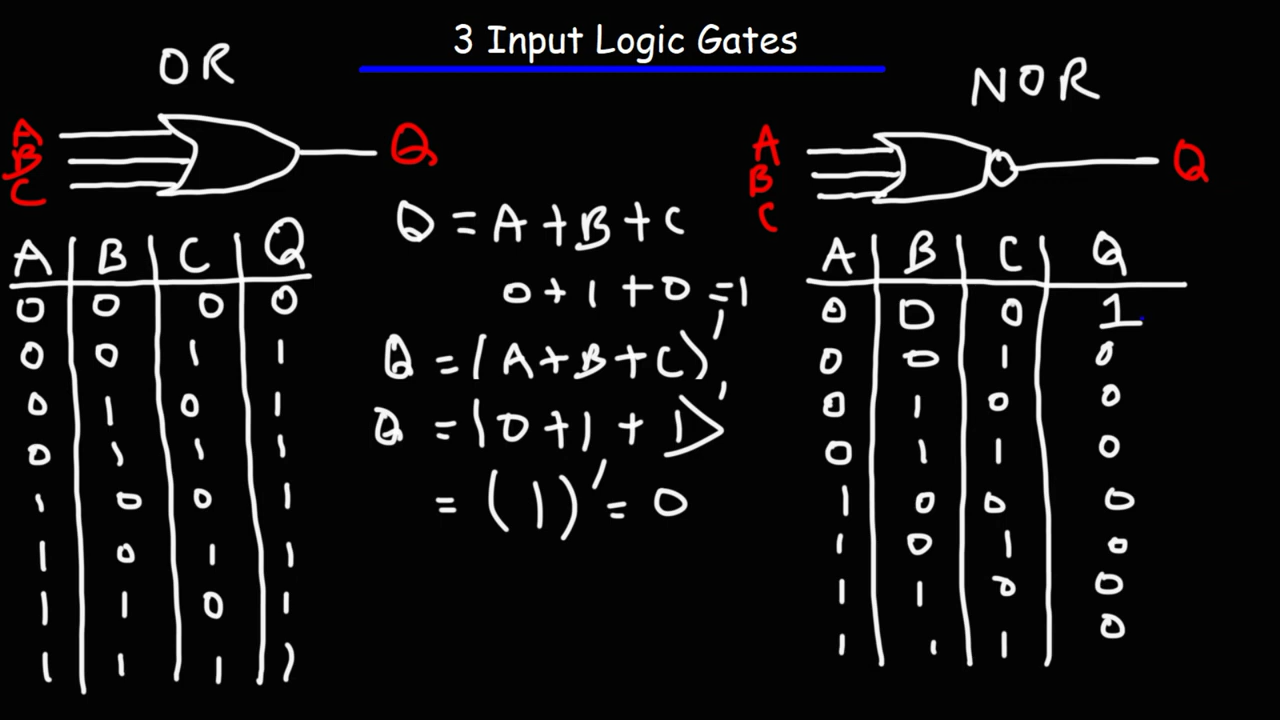 3 Input Logic Gates
OR
A
B
C
Q
A B C Q
0 0 0 0
0 0 1 1
0 1 0 1
0 1 1 1
1 0 0 1
1 0 1 1
1 1 0 1
1 1 1 1
Q = A + B + C
0 + 1 + 0 = 1
Q = (A + B + C)'
Q = (0 + 1 + 1)'
= (1)' = 0
NOR
A
B
C
Q
A B C Q
0 0 0 1
0 0 1 0
0 1 0 0
0 1 1 0
1 0 0 0
1 0 1 0
1 1 0 0
1 1 1 0